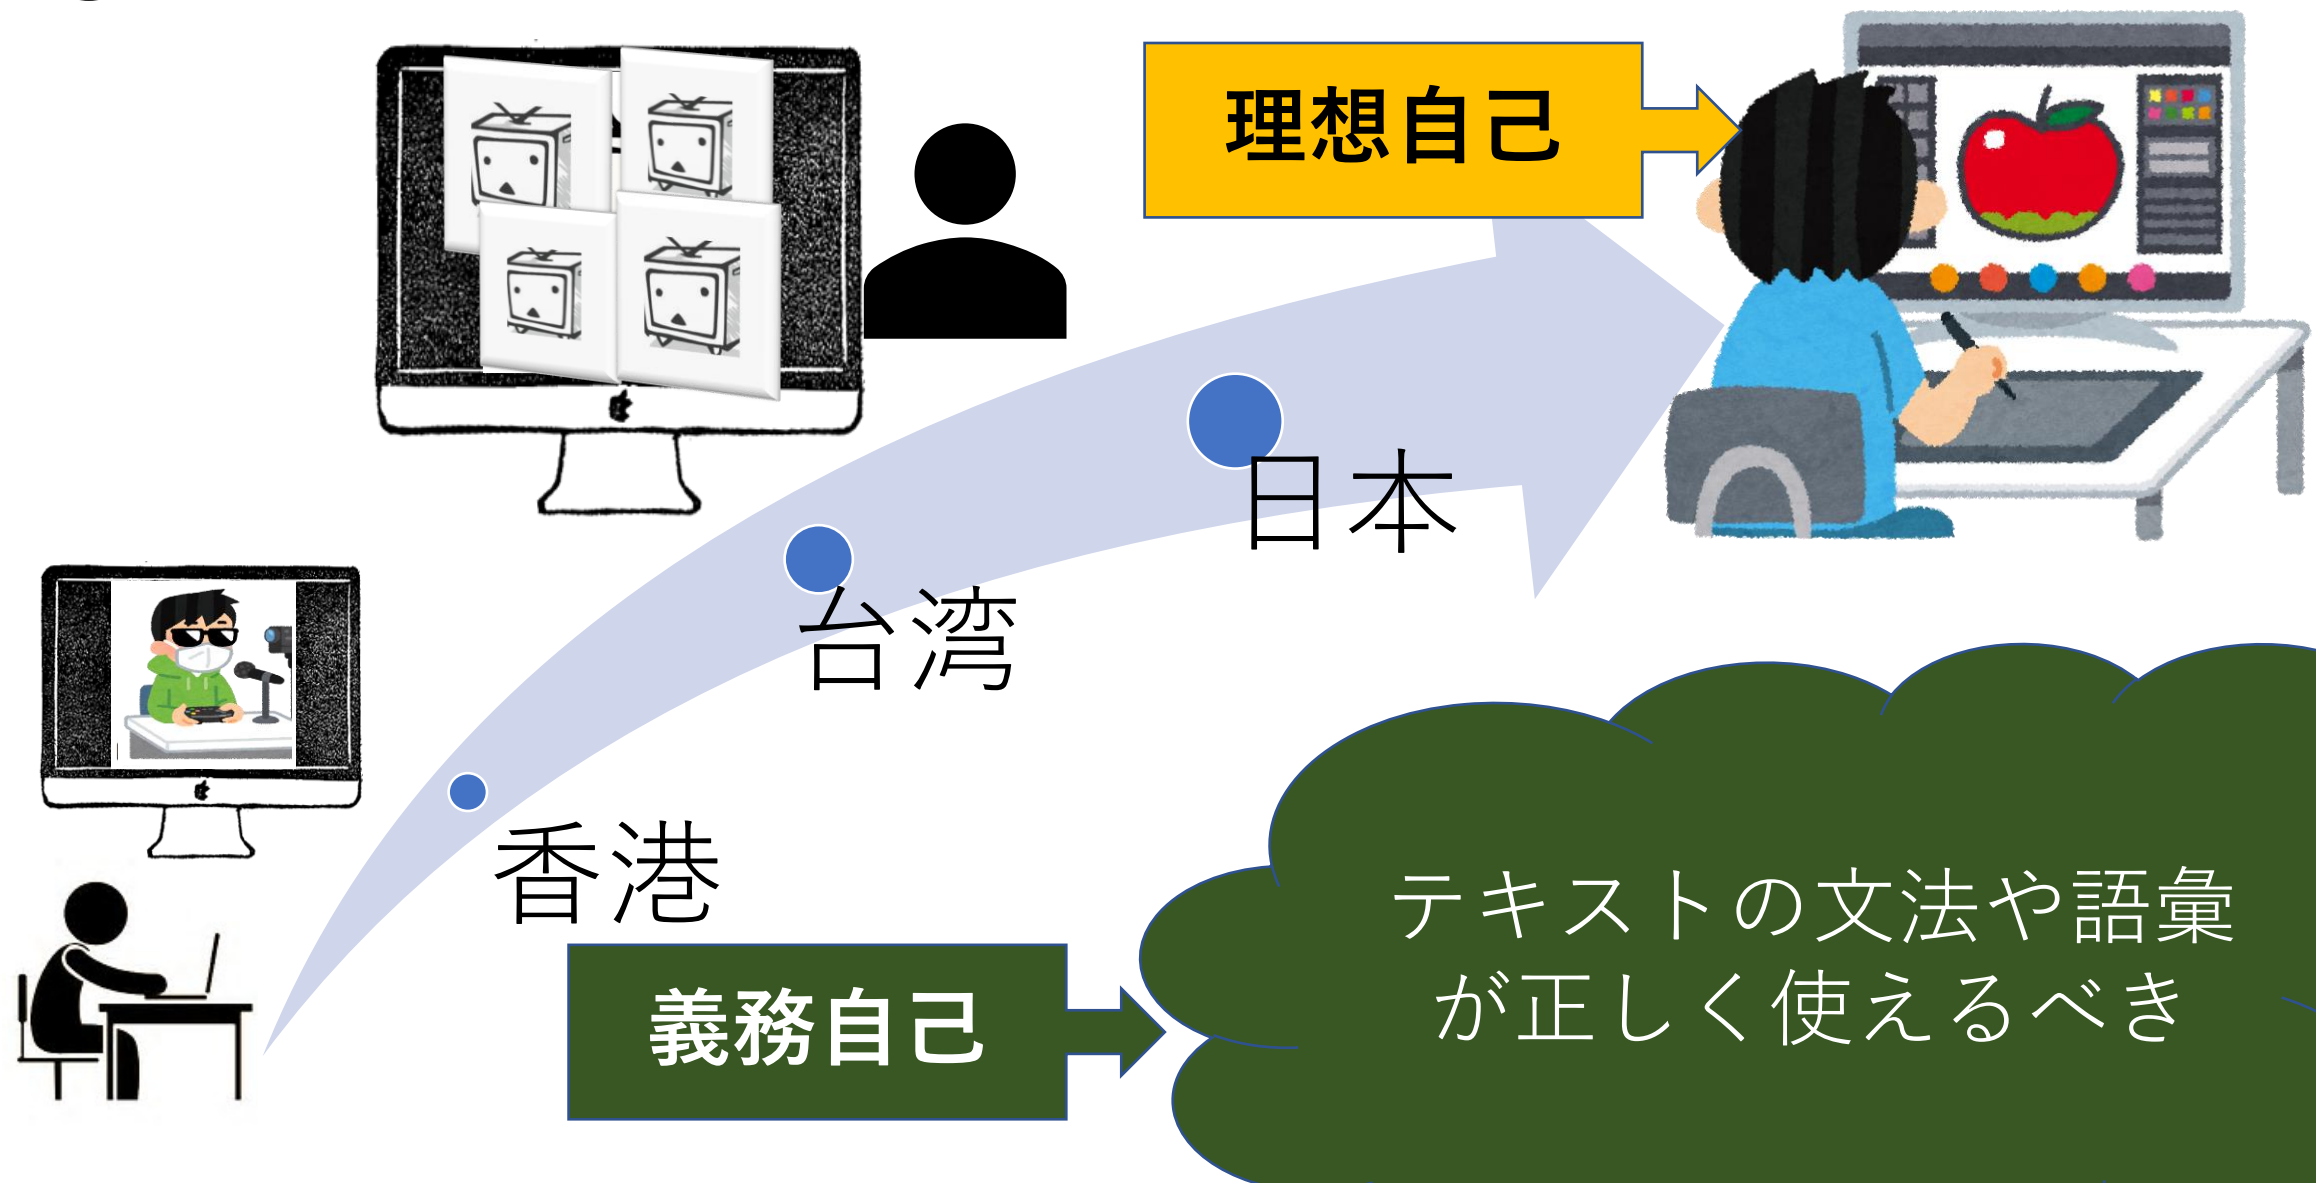 理想自己
日本
台湾
香港
義務自己
テキストの文法や語彙
が正しく使えるべき